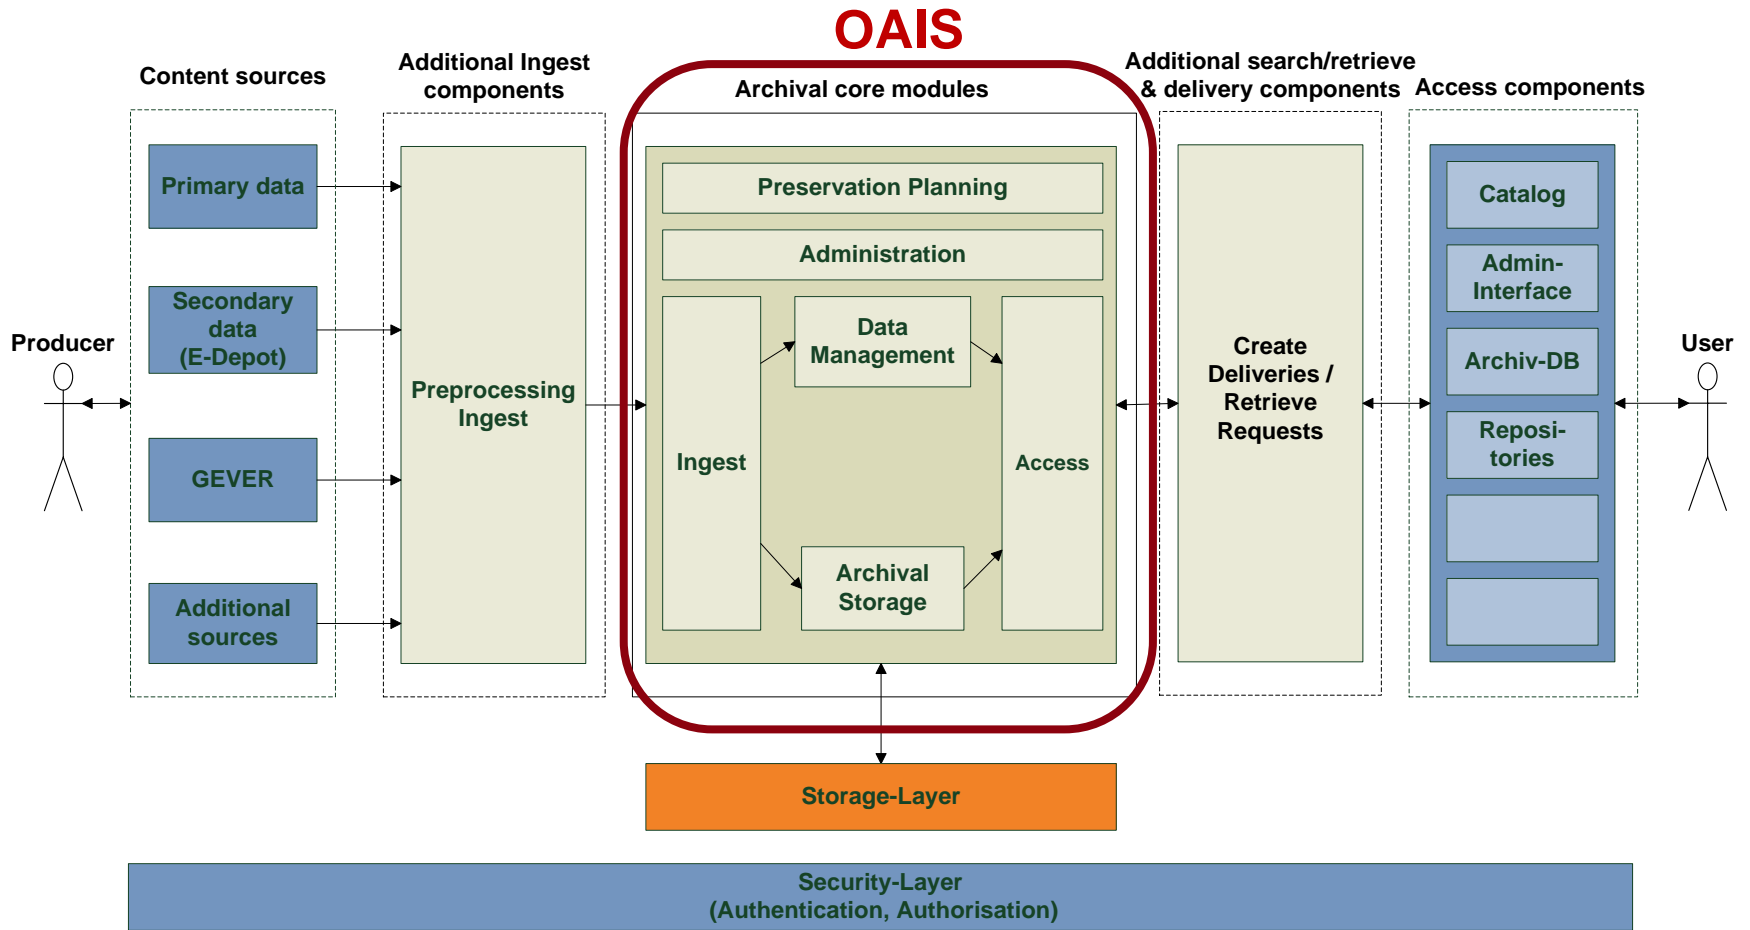 OAIS
Content sources
Additional Ingest
components
Archival core modules
Additional search/retrieve
& delivery components
Access components
Producer
Primary data
Secondary
data
(E-Depot)
GEVER
Additional
sources
Preprocessing
Ingest
Preservation Planning
Administration
Ingest
Data
Management
Archival
Storage
Access
Create
Deliveries /
Retrieve
Requests
Catalog
Admin-
Interface
Archiv-DB
Reposi-
tories
User
Storage-Layer
Security-Layer
(Authentication, Authorisation)